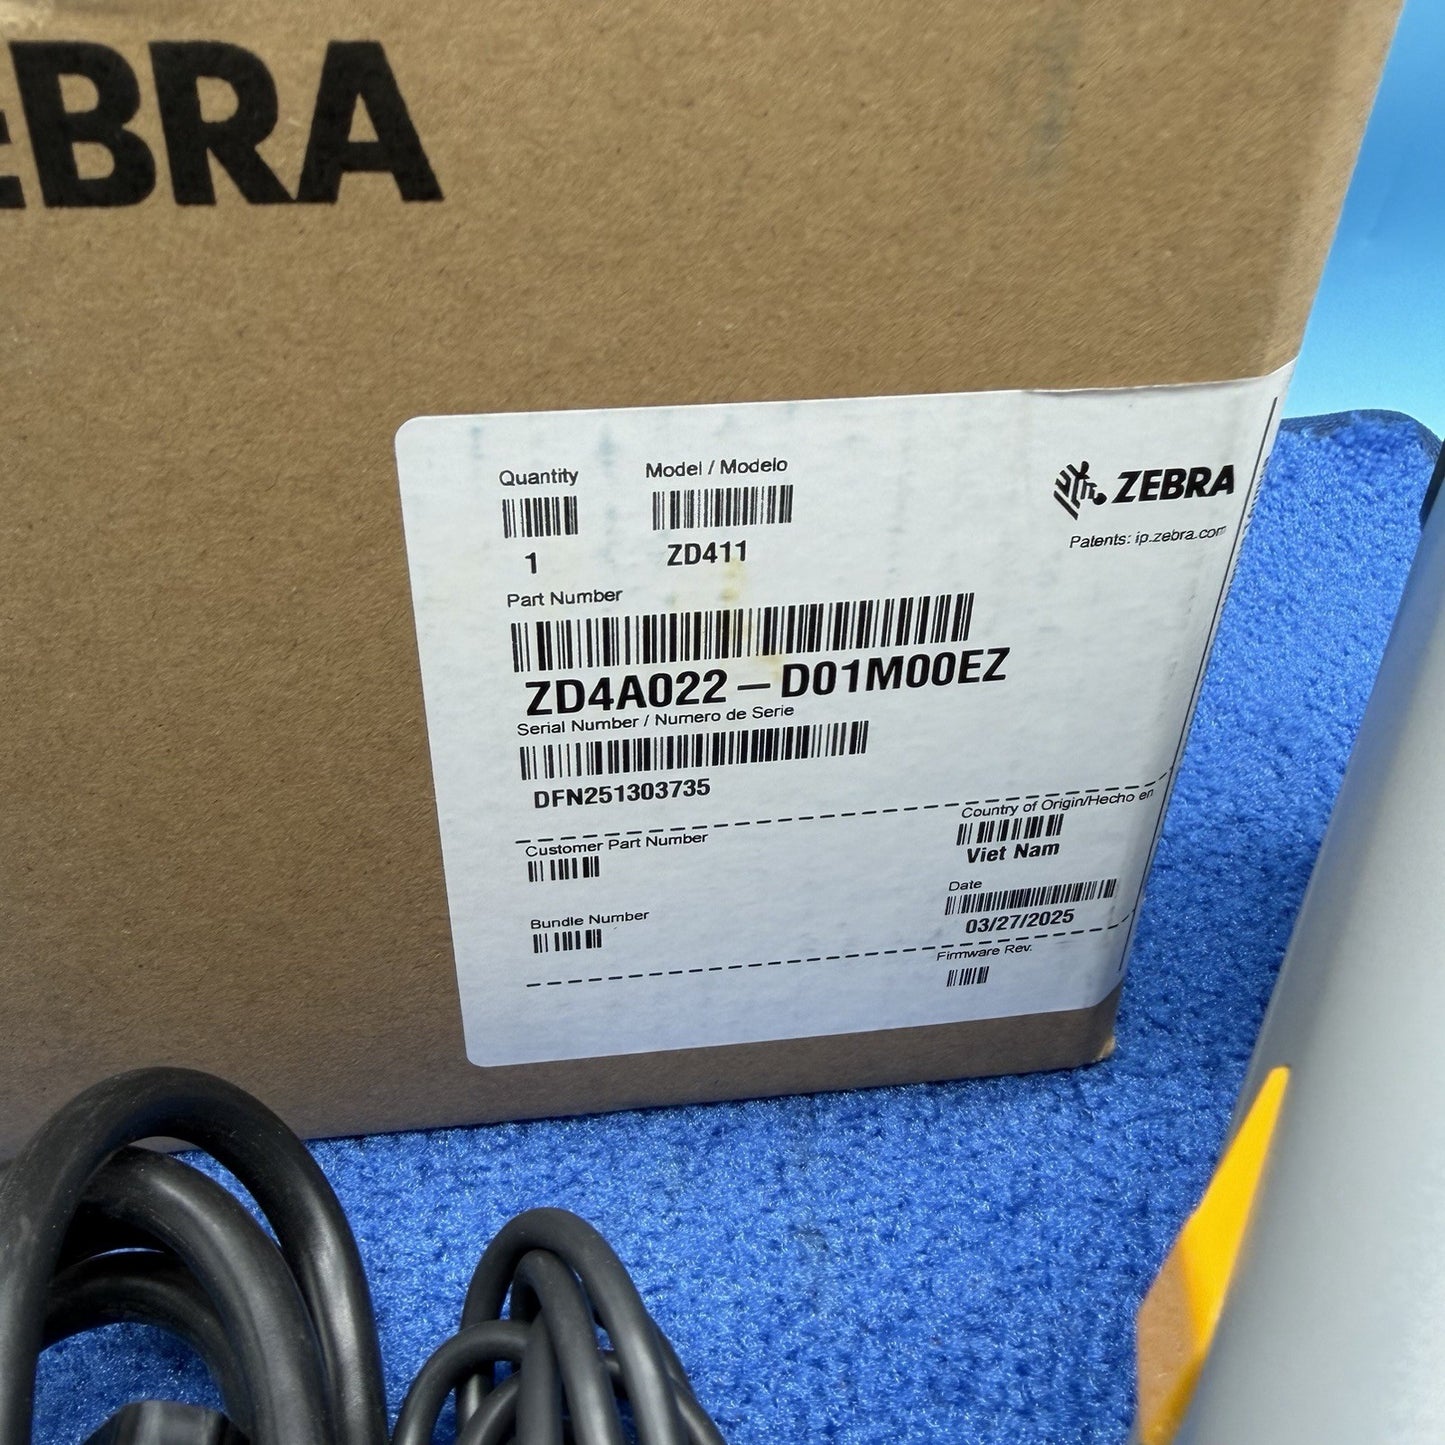 ZEBRA
Quantity
1
Model / Modelo
ZD411
ZEBRA
Patents: ip.zebra.com
Part Number
ZD4A022-D01M00EZ
Serial Number / Numero de Serie
DFN251303735
Customer Part Number
Bundle Number
Country of Origin/Hecho en
Viet Nam
Date
03/27/2025
Firmware Rev.